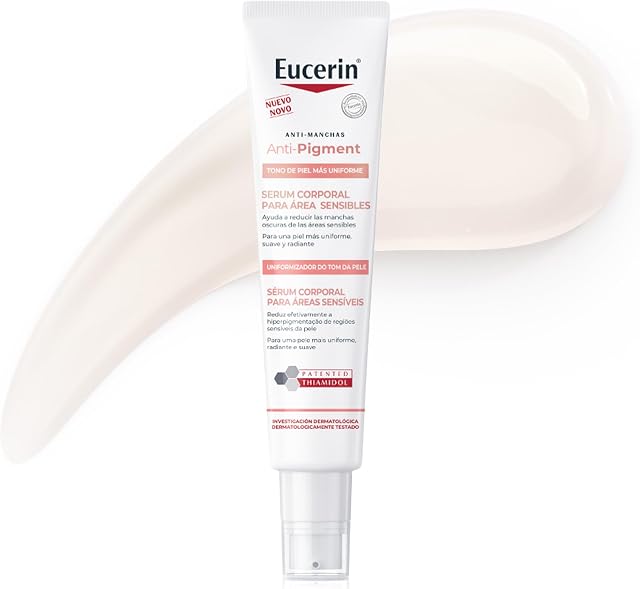 Eucerin
NUEVO
NOVO
ANTI-MANCHAS
Anti-Pigment
TONO DE PIEL MÁS UNIFORME
SERUM CORPORAL
PARA ÁREA SENSIBLES
Ayuda a reducir las manchas
oscuras de las áreas sensibles
Para una piel más uniforme,
suave y radiante
UNIFORMIZADOR DO TOM DA PELE
SÉRUM CORPORAL
PARA ÁREAS SENSÍVEIS
Reduz efetivamente a
hiperpigmentação de regiões
sensíveis da pele
Para uma pele mais uniforme,
radiante e suave
PATENTED
THIAMIDOL
INVESTIGACIÓN DERMATOLÓGICA
DERMATOLOGICAMENTE TESTADO